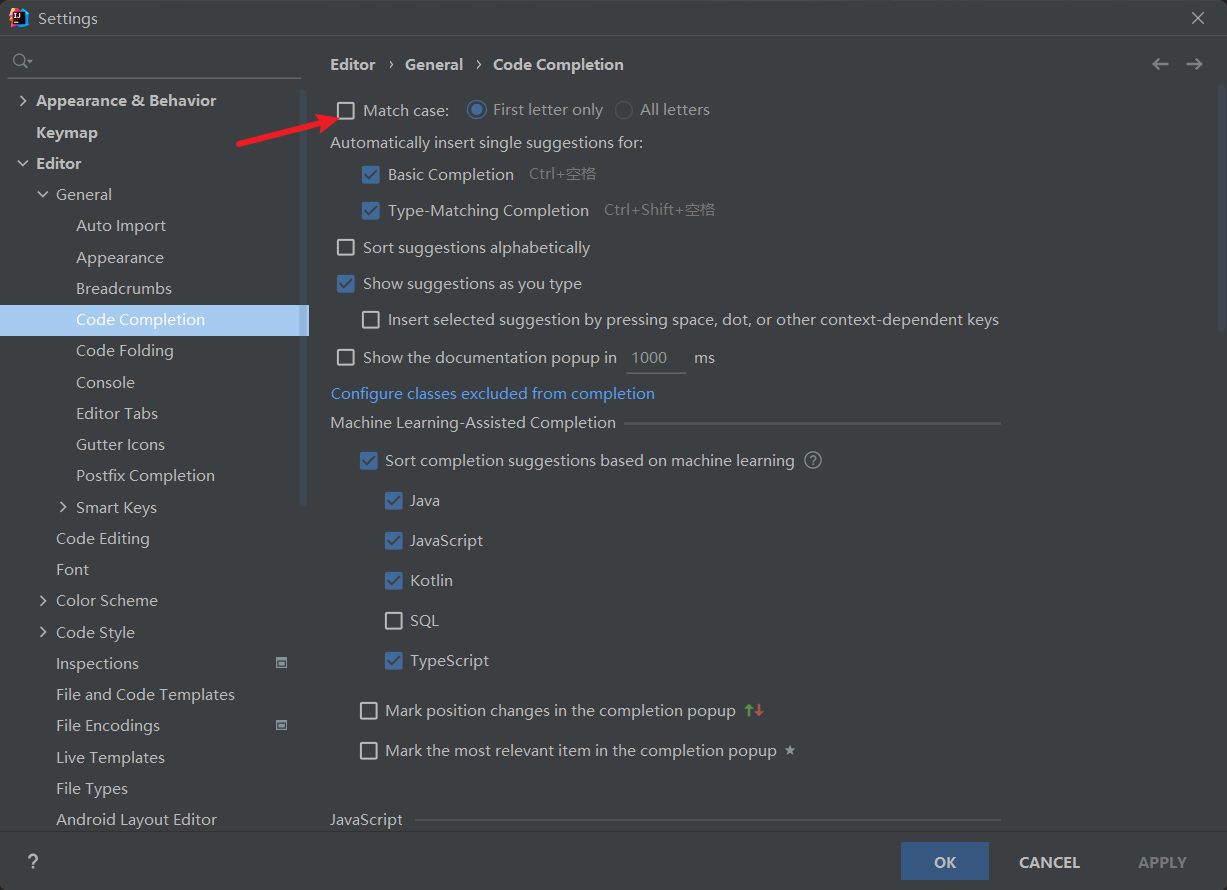 Settings
Editor › General › Code Completion
Appearance & Behavior
Keymap
Editor
General
Auto Import
Appearance
Breadcrumbs
Code Completion
Code Folding
Console
Editor Tabs
Gutter Icons
Postfix Completion
Smart Keys
Code Editing
Font
Color Scheme
Code Style
Inspections
File and Code Templates
File Encodings
Live Templates
File Types
Android Layout Editor
Match case: First letter only All letters
Automatically insert single suggestions for:
Basic Completion Ctrl+空格
Type-Matching Completion Ctrl+Shift+空格
Sort suggestions alphabetically
Show suggestions as you type
Insert selected suggestion by pressing space, dot, or other context-dependent keys
Show the documentation popup in 1000 ms
Configure classes excluded from completion
Machine Learning-Assisted Completion
Sort completion suggestions based on machine learning ?
Java
JavaScript
Kotlin
SQL
TypeScript
Mark position changes in the completion popup
Mark the most relevant item in the completion popup
JavaScript
? OK CANCEL APPLY